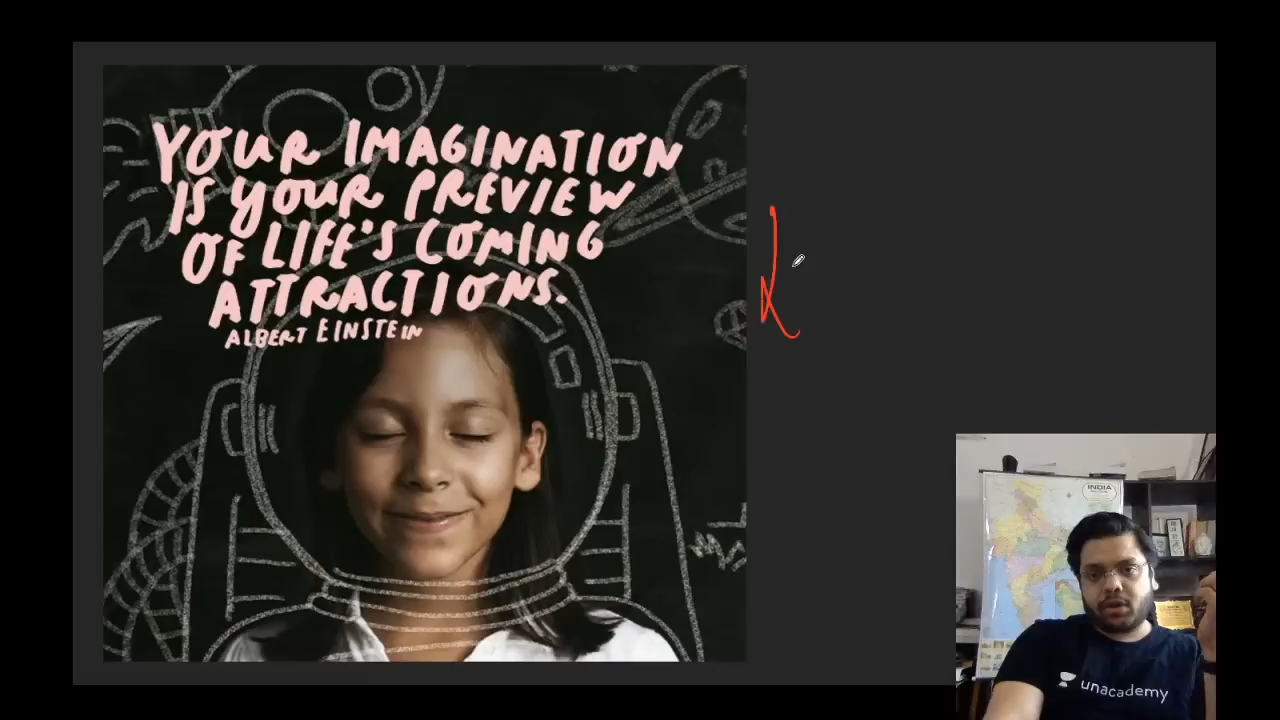 YOUR IMAGINATION
IS YOUR PREVIEW
OF LIFE'S COMING
ATTRACTIONS.
ALBERT EINSTEIN
INDIA
unacademy